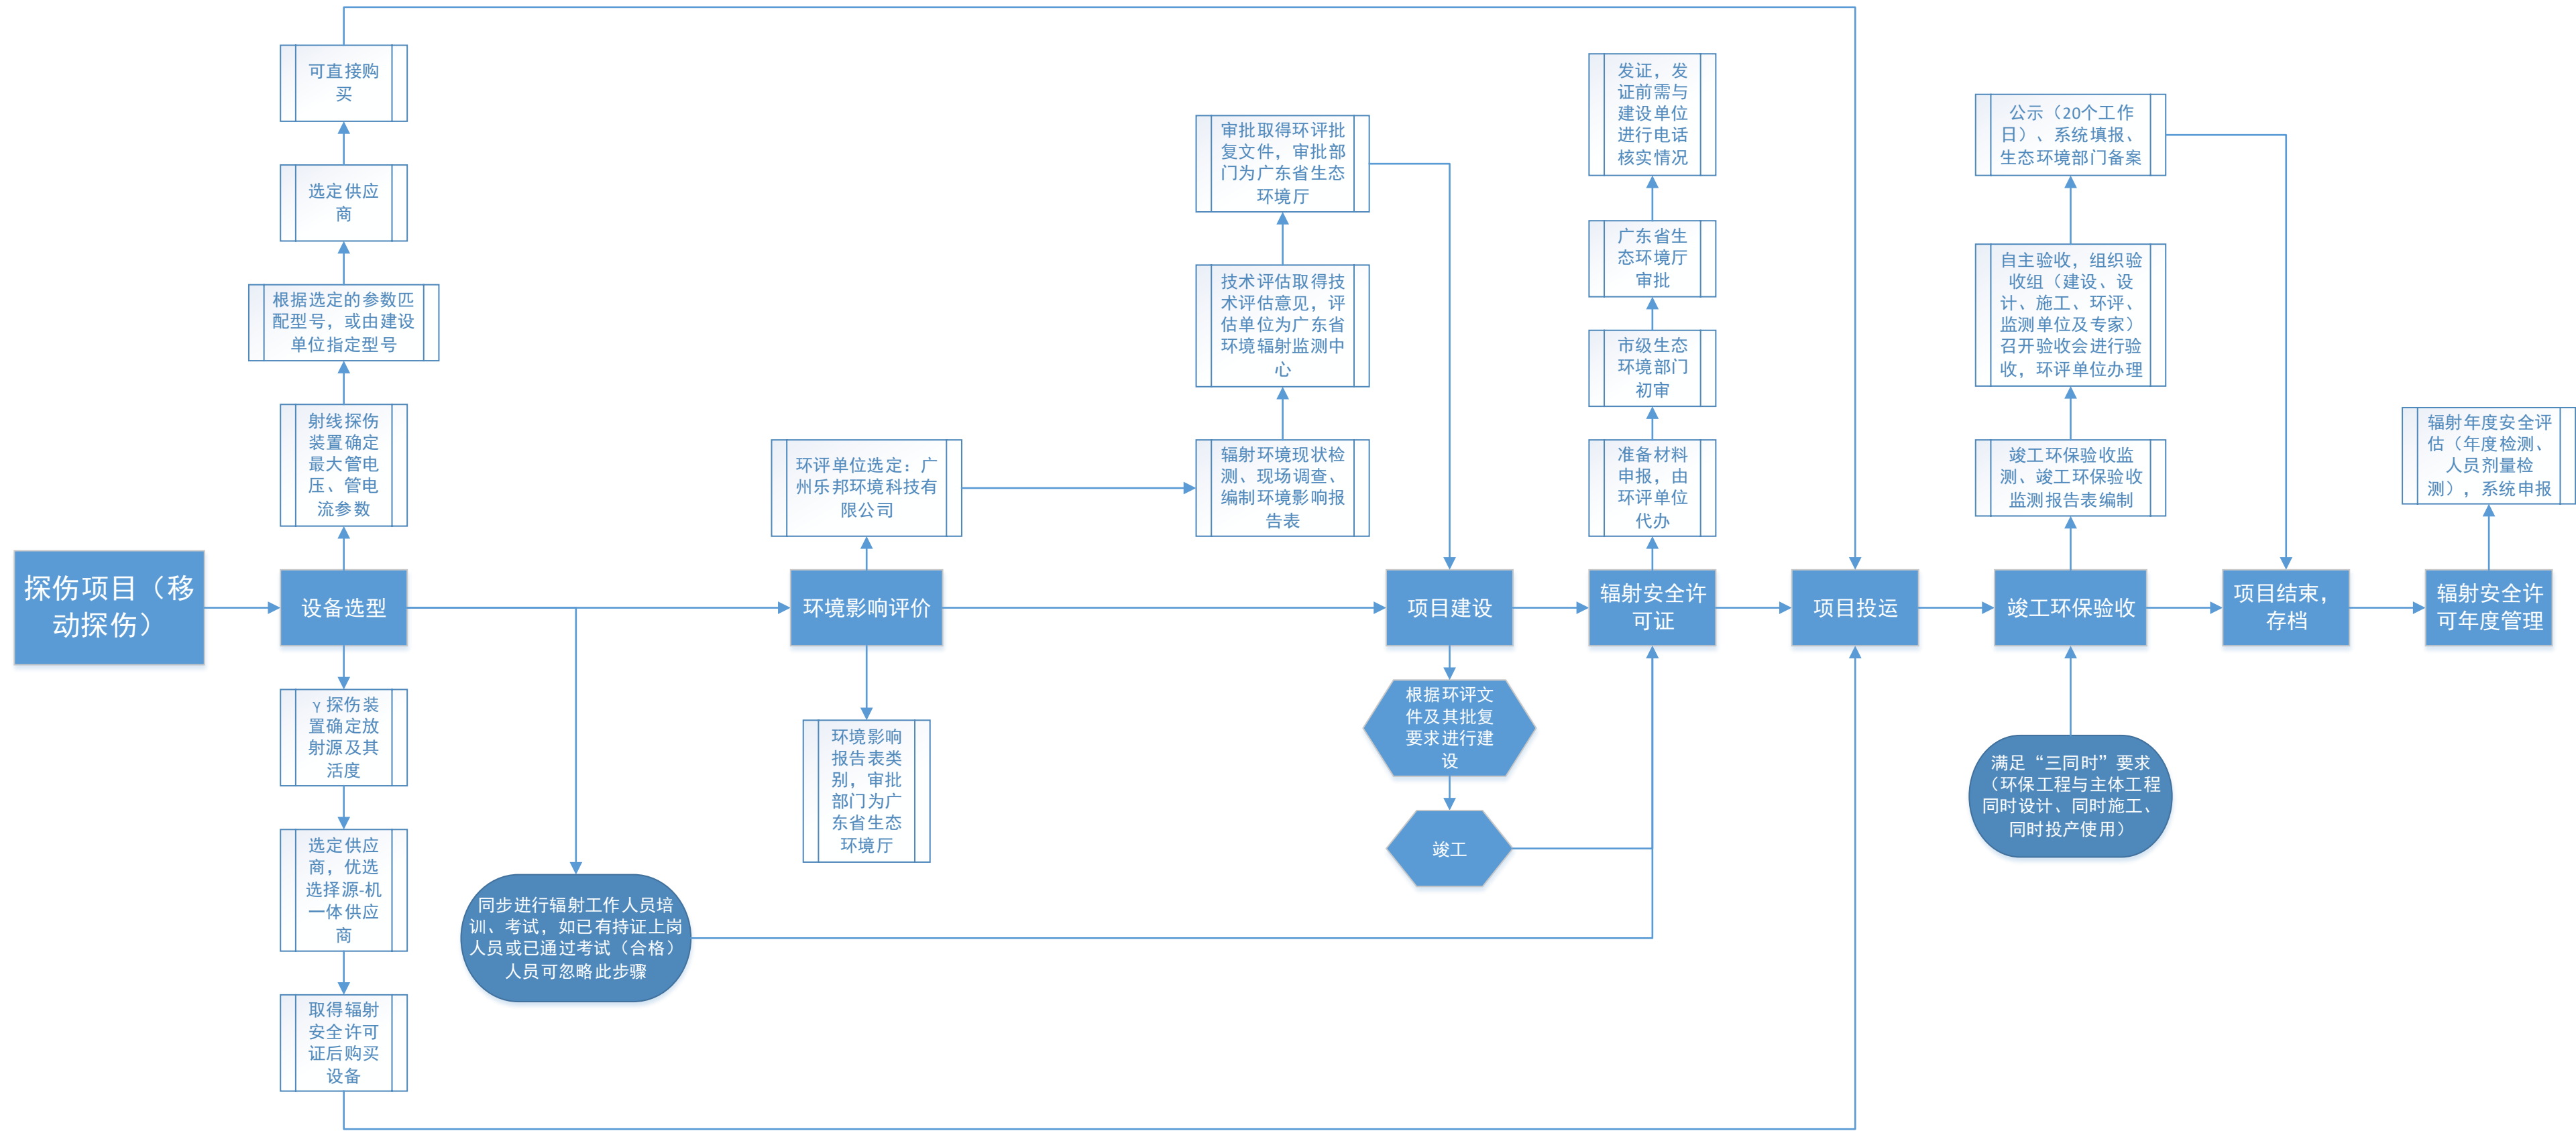 可直接购
买
选定供应
商
根据选定的参数匹
配型号，或由建设
单位指定型号
射线探伤
装置确定
最大管电
压、管电
流参数
探伤项目（移
动探伤）
设备选型
γ探伤装
置确定放
射源及其
活度
选定供应
商，优选
选择源-机
一体供应
商
取得辐射
安全许可
证后购买
设备
同步进行辐射工作人员培
训、考试，如已有持证上岗
人员或已通过考试（合格）
人员可忽略此步骤
环评单位选定：广
州乐邦环境科技有
限公司
环境影响评价
环境影响
报告表类
别，审批
部门为广
东省生态
环境厅
审批取得环评批
复文件，审批部
门为广东省生态
环境厅
技术评估取得技
术评估意见，评
估单位为广东省
环境辐射监测中
心
辐射环境现状检
测、现场调查、
编制环境影响报
告表
项目建设
根据环评文
件及其批复
要求进行建
设
竣工
发证，发
证前需与
建设单位
进行电话
核实情况
广东省生
态环境厅
审批
市级生态
环境部门
初审
准备材料
申报，由
环评单位
代办
辐射安全许
可证
项目投运
公示（20个工作
日）、系统填报、
生态环境部门备案
自主验收，组织验
收组（建设、设
计、施工、环评、
监测单位及专家）
召开验收会进行验
收，环评单位办理
竣工环保验收监
测、竣工环保验收
监测报告表编制
竣工环保验收
满足“三同时”要求
（环保工程与主体工程
同时设计、同时施工、
同时投产使用）
项目结束，
存档
辐射年度安全评
估（年度检测、
人员剂量检
测），系统申报
辐射安全许
可年度管理